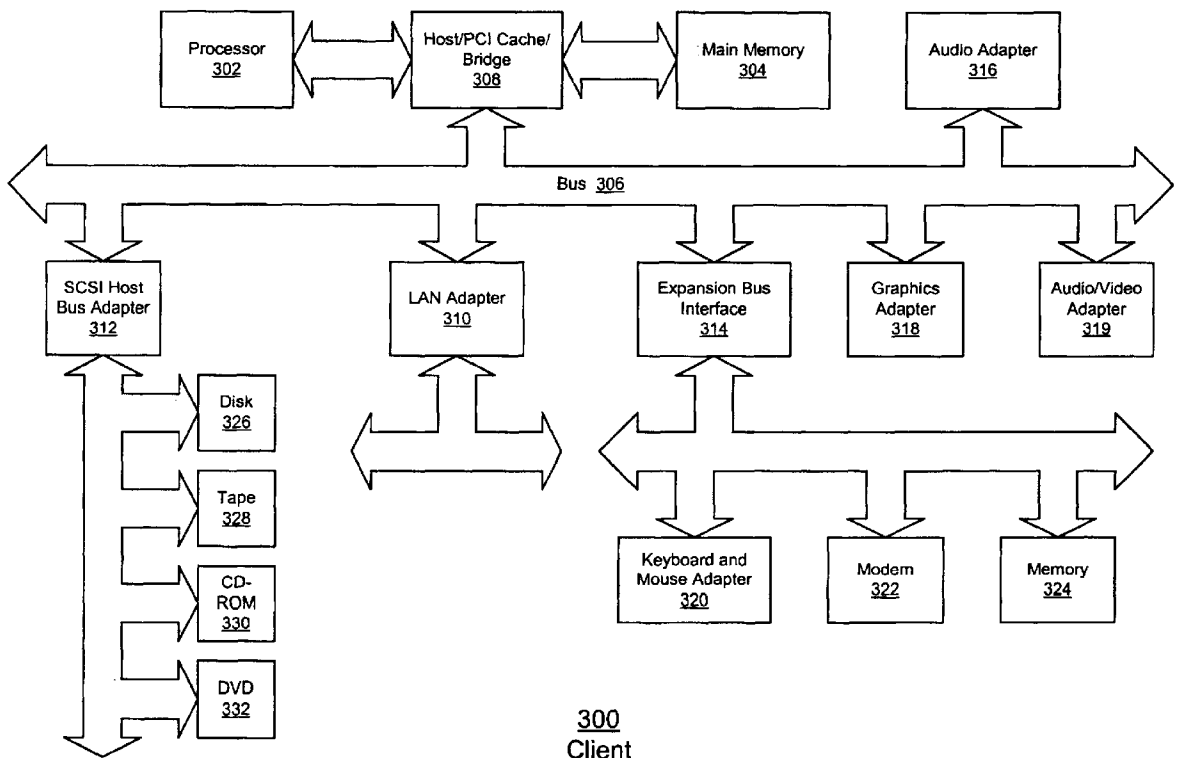 Processor
302
Host/PCI Cache/
Bridge
308
Main Memory
304
Audio Adapter
316
Bus 306
SCSI Host
Bus Adapter
312
LAN Adapter
310
Expansion Bus
Interface
314
Graphics
Adapter
318
Audio/Video
Adapter
319
Disk
326
Tape
328
CD-
ROM
330
DVD
332
Keyboard and
Mouse Adapter
320
Modem
322
Memory
324
300
Client